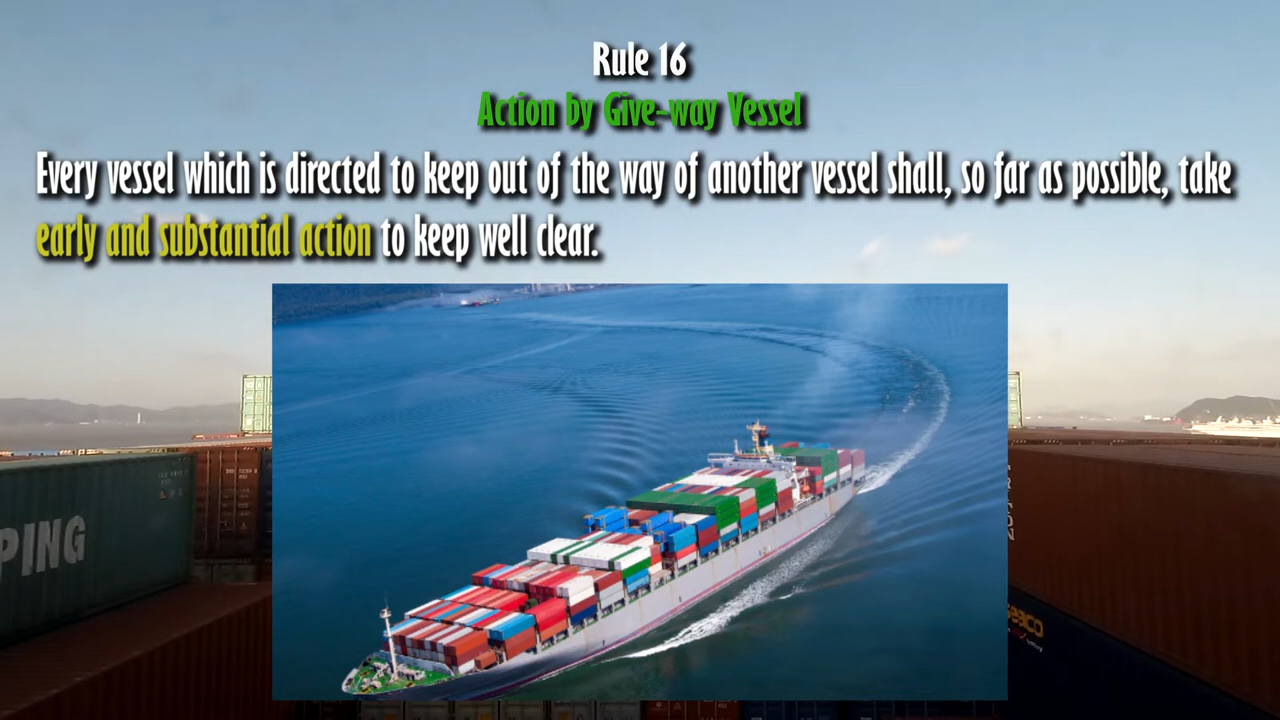 Rule 16
Action by Give-way Vessel
Every vessel which is directed to keep out of the way of another vessel shall, so far as possible, take
early and substantial action to keep well clear.
PING
seaco